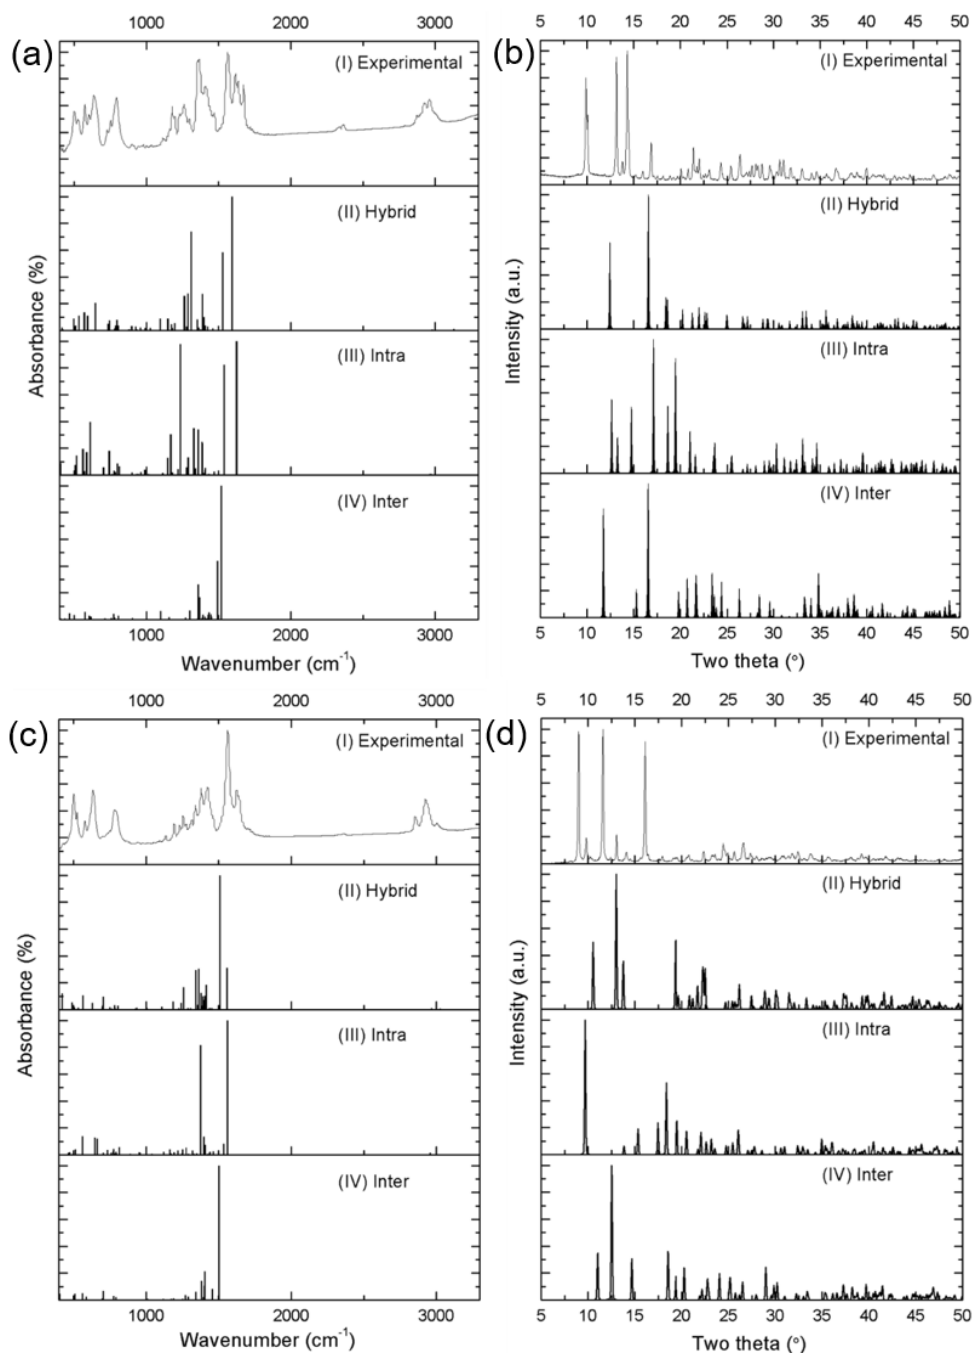 1000 2000 3000
(a)
(I) Experimental
(II) Hybrid
(III) Intra
(IV) Inter
Absorbance (%)
1000 2000 3000
Wavenumber (cm⁻¹)
5 10 15 20 25 30 35 40 45 50
(b)
(I) Experimental
(II) Hybrid
(III) Intra
(IV) Inter
Intensity (a.u.)
5 10 15 20 25 30 35 40 45 50
Two theta (°)
1000 2000 3000
(c)
(I) Experimental
(II) Hybrid
(III) Intra
(IV) Inter
Absorbance (%)
1000 2000 3000
Wavenumber (cm⁻¹)
5 10 15 20 25 30 35 40 45 50
(d)
(I) Experimental
(II) Hybrid
(III) Intra
(IV) Inter
Intensity (a.u.)
5 10 15 20 25 30 35 40 45 50
Two theta (°)